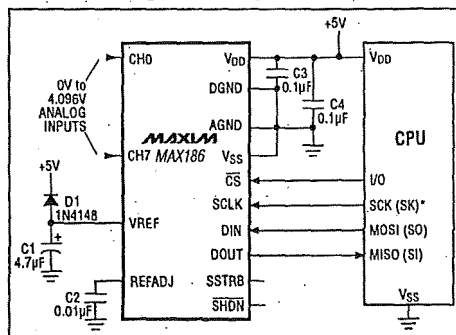 +5V
CH0
VDD
VDD
C3
0.1µF
DGND
0V to
4.096V
ANALOG
INPUTS
C4
0.1µF
AGND
CPU
MAXIM
CH7 MAX186
VSS
+5V
CS
I/O
D1
1N4148
SCLK
SCK (SK)*
VREF
DIN
MOSI (SO)
C1
4.7µF
+
DOUT
MISO (SI)
REFADJ
SSTRB
C2
0.01µF
SHDN
VSS